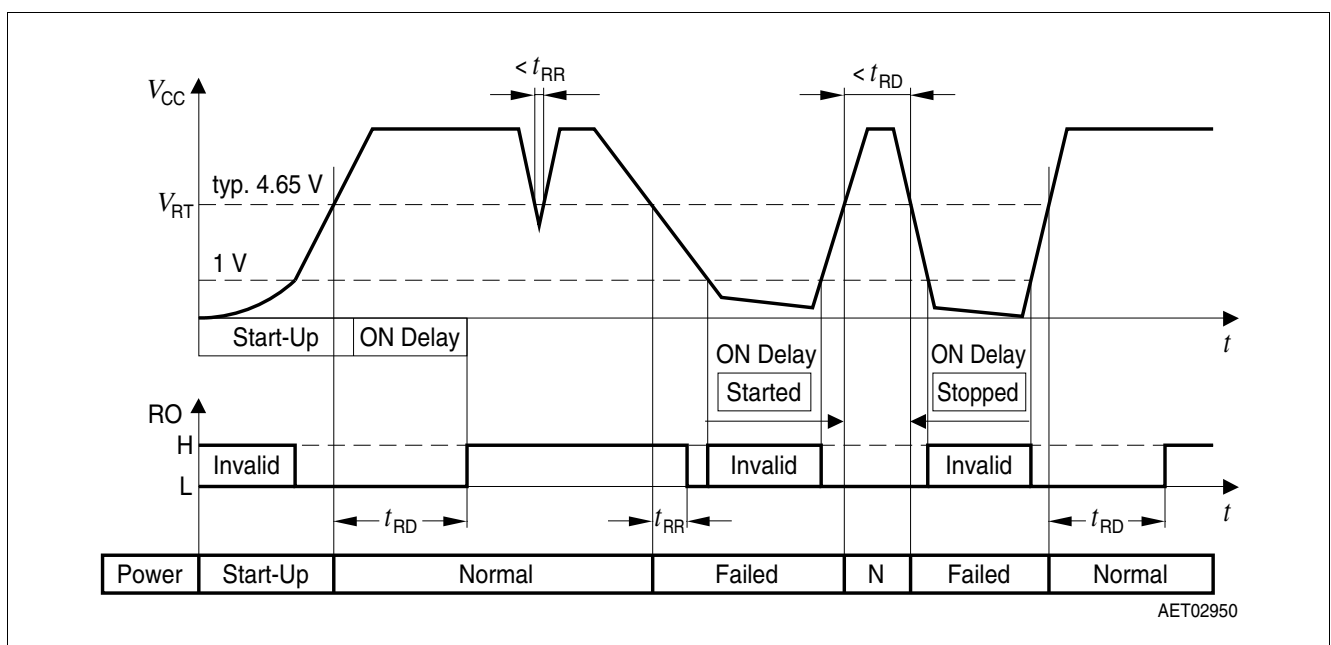 < tRR
< tRD
VCC
typ. 4.65 V
VRT
1 V
Start-Up
ON Delay
t
ON Delay
Started
ON Delay
Stopped
RO
H
Invalid
Invalid
Invalid
L
tRD
tRR
tRD
t
Power
Start-Up
Normal
Failed
N
Failed
Normal
AET02950